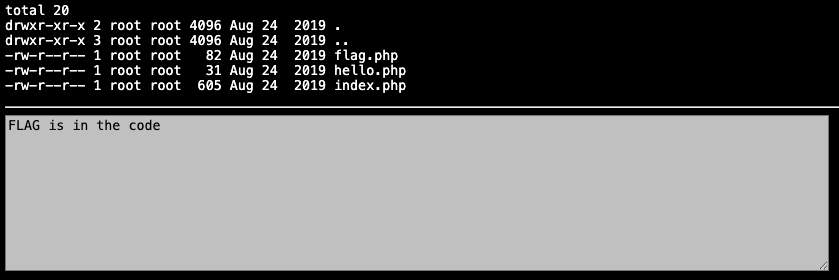 total 20
drwxr-xr-x 2 root root 4096 Aug 24  2019 .
drwxr-xr-x 3 root root 4096 Aug 24  2019 ..
-rw-r--r-- 1 root root   82 Aug 24  2019 flag.php
-rw-r--r-- 1 root root   31 Aug 24  2019 hello.php
-rw-r--r-- 1 root root  605 Aug 24  2019 index.php
FLAG is in the code